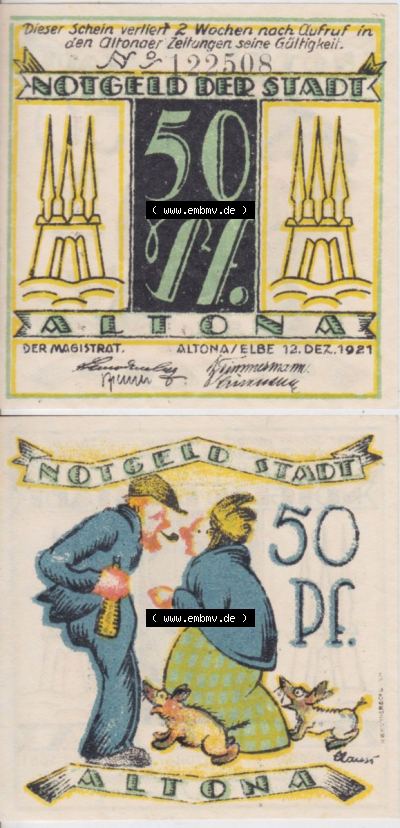 Dieser Schein verliert 2 Wochen nach Aufruf in
den Altonaer Zeitungen seine Gültigkeit.
No 122508
NOTGELD DER STADT
50
( www.embmv.de )
Pf.
ALTONA
DER MAGISTRAT. ALTONA/ELBE 12. DEZ. 1921
NOTGELD STADT
50
PF.
( www.embmv.de )
ALTONA